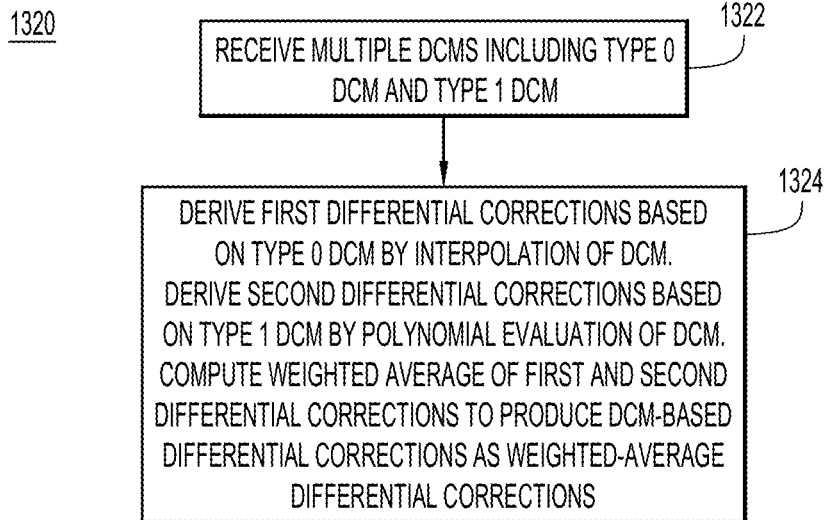 1320
1322
RECEIVE MULTIPLE DCMS INCLUDING TYPE 0
DCM AND TYPE 1 DCM
1324
DERIVE FIRST DIFFERENTIAL CORRECTIONS BASED
ON TYPE 0 DCM BY INTERPOLATION OF DCM.
DERIVE SECOND DIFFERENTIAL CORRECTIONS BASED
ON TYPE 1 DCM BY POLYNOMIAL EVALUATION OF DCM.
COMPUTE WEIGHTED AVERAGE OF FIRST AND SECOND
DIFFERENTIAL CORRECTIONS TO PRODUCE DCM-BASED
DIFFERENTIAL CORRECTIONS AS WEIGHTED-AVERAGE
DIFFERENTIAL CORRECTIONS